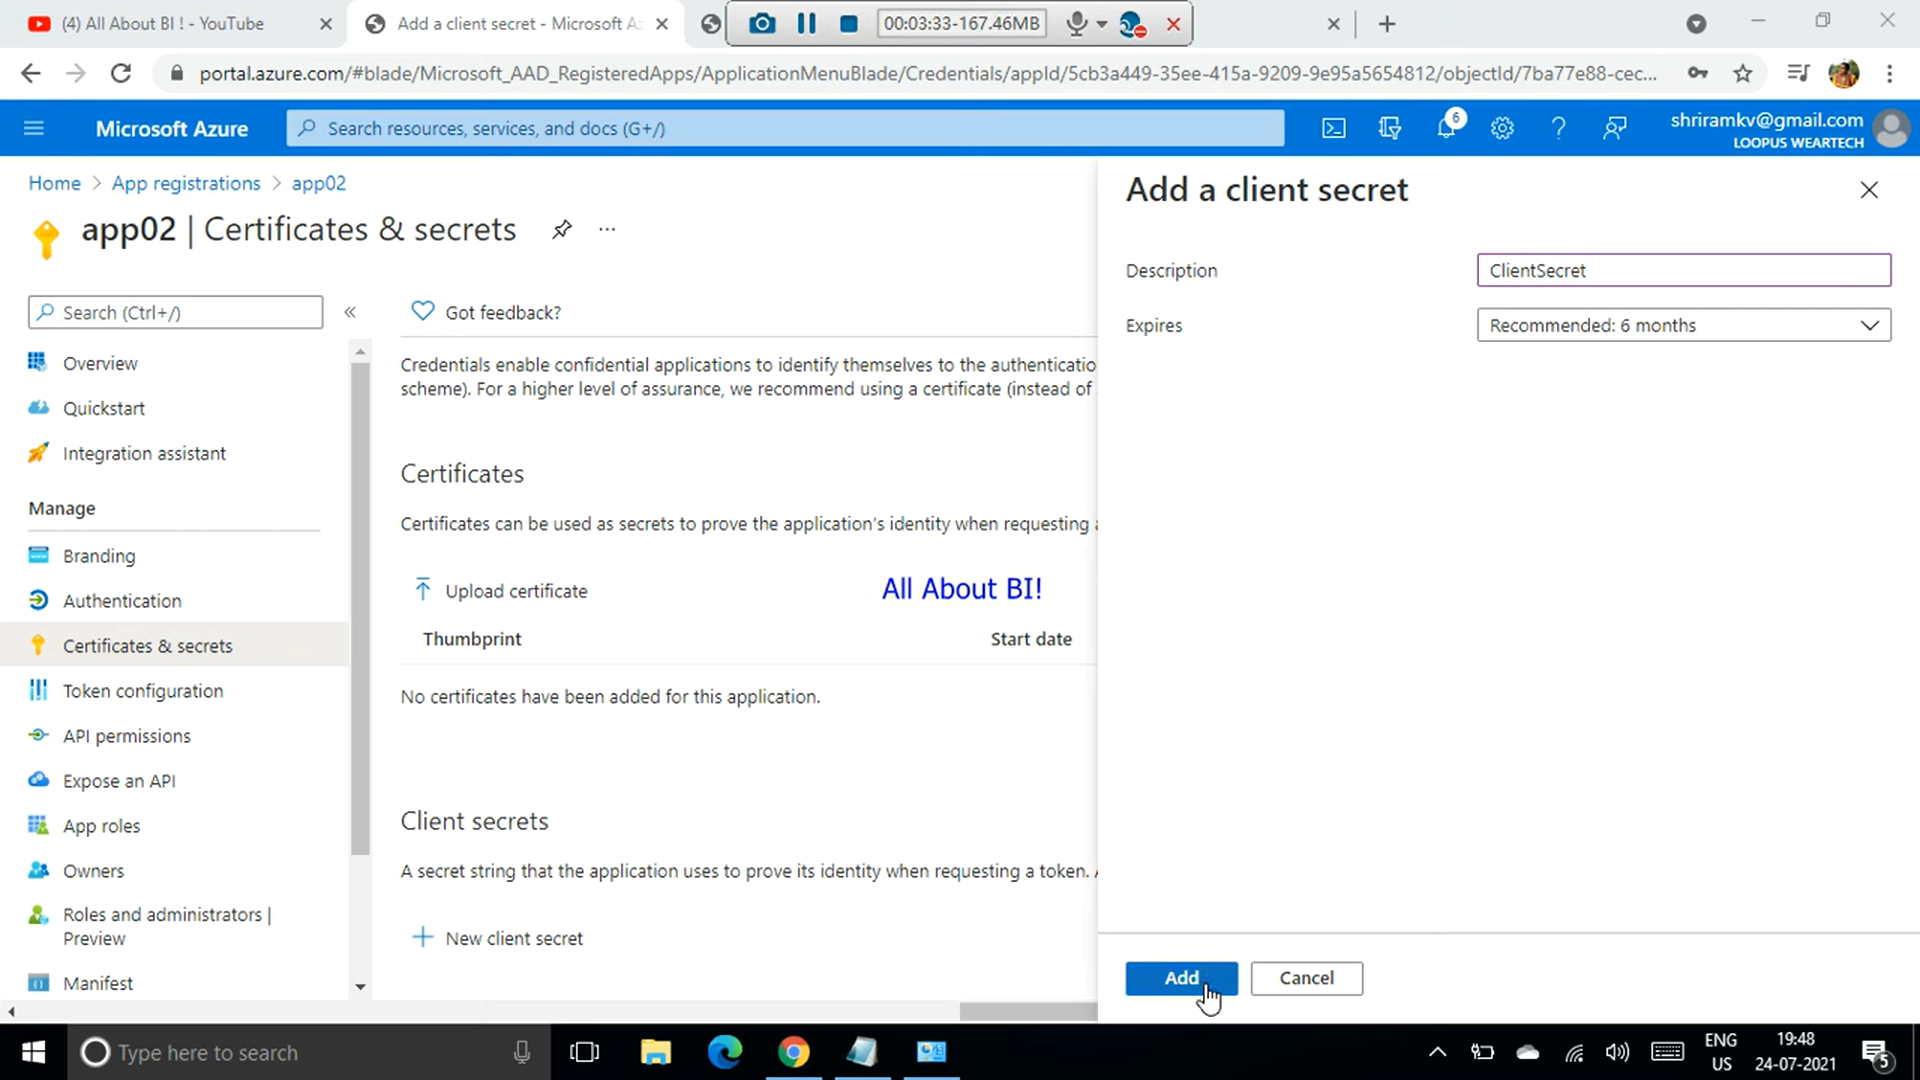 (4) All About BI ! - YouTube
Add a client secret - Microsoft Az
00:03:33-167.46MB
portal.azure.com/#blade/Microsoft_AAD_RegisteredApps/ApplicationMenuBlade/Credentials/appId/5cb3a449-35ee-415a-9209-9e95a5654812/objectId/7ba77e88-cec...
Microsoft Azure
Search resources, services, and docs (G+/)
6
shriramkv@gmail.com
LOOPUS WEARTECH
Home > App registrations > app02
app02 | Certificates & secrets
...
Search (Ctrl+/)
«
Overview
Quickstart
Integration assistant
Manage
Branding
Authentication
Certificates & secrets
Token configuration
API permissions
Expose an API
App roles
Owners
Roles and administrators |
Preview
Manifest
Got feedback?
Credentials enable confidential applications to identify themselves to the authenticatio
scheme). For a higher level of assurance, we recommend using a certificate (instead of
Certificates
Certificates can be used as secrets to prove the application's identity when requesting a
Upload certificate
All About BI!
Thumbprint
Start date
No certificates have been added for this application.
Client secrets
A secret string that the application uses to prove its identity when requesting a token. A
New client secret
Add a client secret
Description
ClientSecret
Expires
Recommended: 6 months
Add
Cancel
Type here to search
ENG
US
19:48
24-07-2021
5